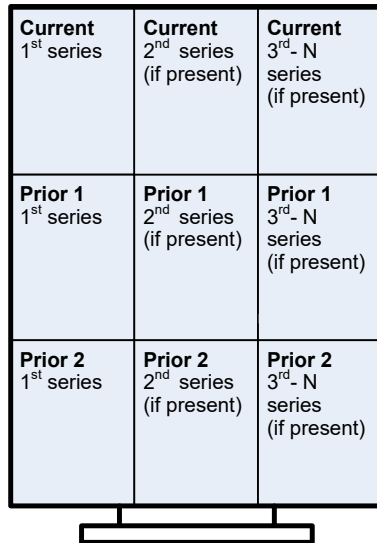 Current
1st series
Current
2nd series
(if present)
Current
3rd- N
series
(if present)
Prior 1
1st series
Prior 1
2nd series
(if present)
Prior 1
3rd- N
series
(if present)
Prior 2
1st series
Prior 2
2nd series
(if present)
Prior 2
3rd- N
series
(if present)